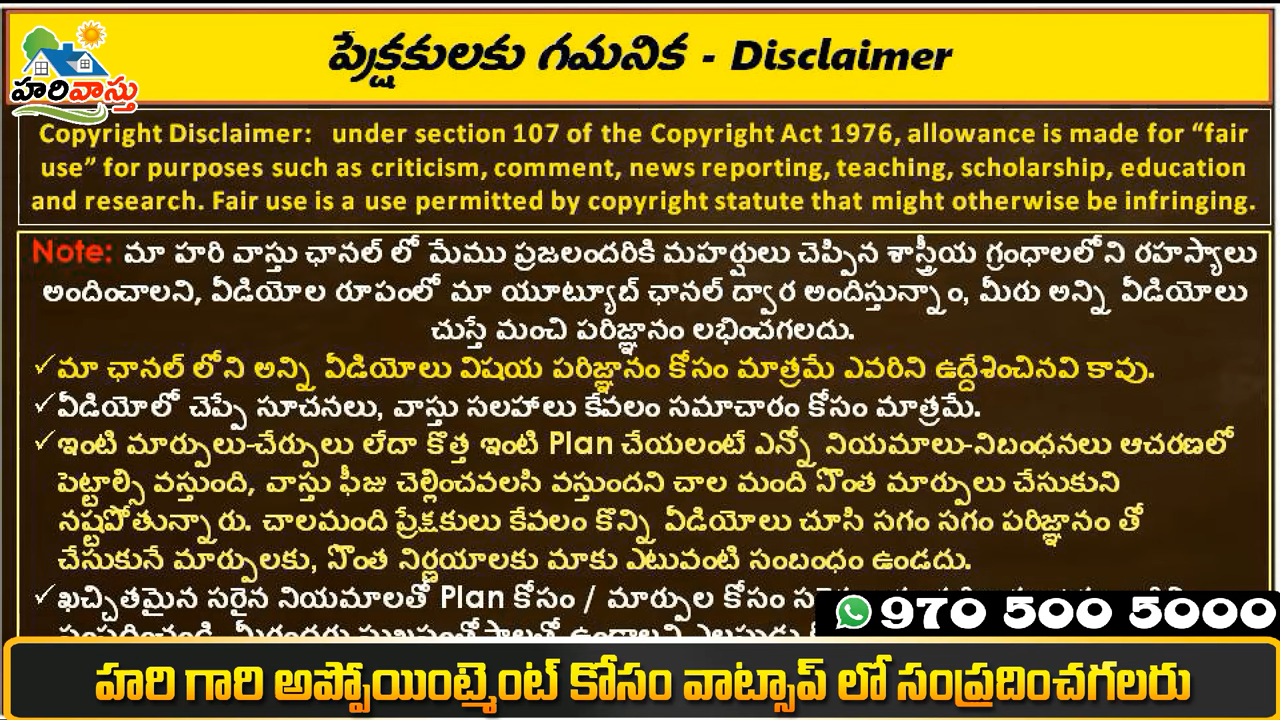 హరివాస్తు
ప్రేక్షకులకు గమనిక - Disclaimer
Copyright Disclaimer: under section 107 of the Copyright Act 1976, allowance is made for “fair
use” for purposes such as criticism, comment, news reporting, teaching, scholarship, education
and research. Fair use is a use permitted by copyright statute that might otherwise be infringing.
Note: మా హరి వాస్తు ఛానల్ లో మేము ప్రజలందరికి మహర్షులు చెప్పిన శాస్త్రీయ గ్రంధాలలోని రహస్యాలు
అందించాలని, వీడియోల రూపంలో మా యూట్యూబ్ ఛానల్ ద్వార అందిస్తున్నాం, మీరు అన్ని వీడియోలు
చుస్తే మంచి పరిజ్ఞానం లభించగలదు.
✓మా ఛానల్ లోని అన్ని వీడియోలు విషయ పరిజ్ఞానం కోసం మాత్రమే ఎవరిని ఉద్దేశించినవి కావు.
✓వీడియోలో చెప్పే సూచనలు, వాస్తు సలహాలు కేవలం సమాచారం కోసం మాత్రమే.
✓ఇంటి మార్పులు-చేర్పులు లేదా కొత్త ఇంటి Plan చేయలంటే ఎన్నో నియమాలు-నిబంధనలు ఆచరణలో
పెట్టాల్సి వస్తుంది, వాస్తు ఫీజు చెల్లించవలసి వస్తుందని చాల మంది సొంత మార్పులు చేసుకుని
నష్టపోతున్నారు. చాలమంది ప్రేక్షకులు కేవలం కొన్ని వీడియోలు చూసి సగం సగం పరిజ్ఞానం తో
చేసుకునే మార్పులకు, సొంత నిర్ణయాలకు మాకు ఎటువంటి సంబంధం ఉండదు.
✓ఖచ్చితమైన సరైన నియమాలతో Plan కోసం / మార్పుల కోసం
970 500 5000
హరి గారి అప్పోయింట్మెంట్ కోసం వాట్సాప్ లో సంప్రదించగలరు